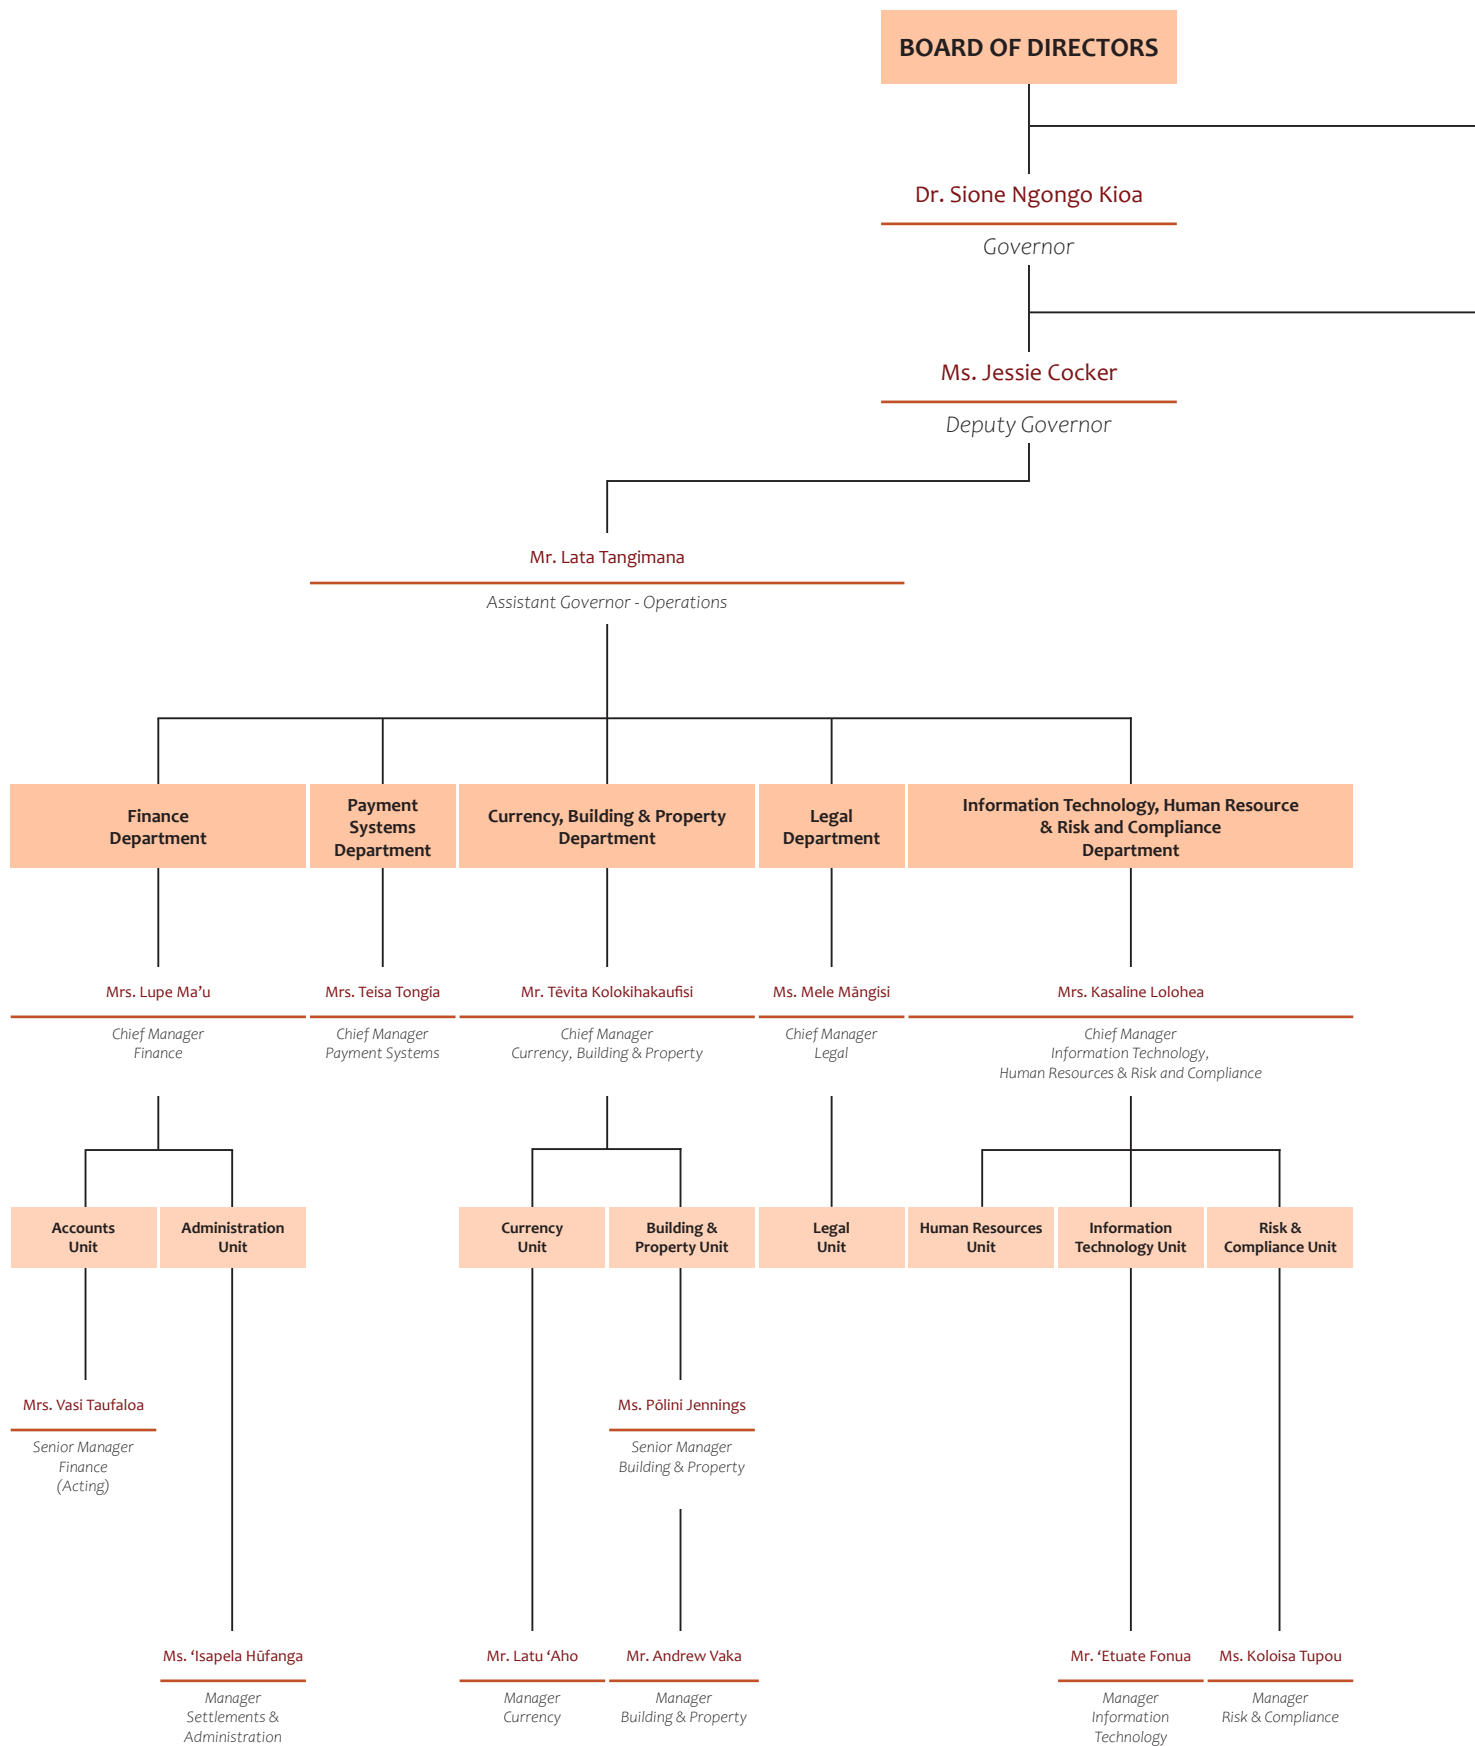 BOARD OF DIRECTORS
Dr. Sione Ngongo Kioa
Governor
Ms. Jessie Cocker
Deputy Governor
Mr. Lata Tangimana
Assistant Governor - Operations
Finance
Department
Payment
Systems
Department
Currency, Building & Property
Department
Legal
Department
Information Technology, Human Resource
& Risk and Compliance
Department
Mrs. Lupe Ma’u
Chief Manager
Finance
Mrs. Teisa Tongia
Chief Manager
Payment Systems
Mr. Tēvita Kolokihakaufisi
Chief Manager
Currency, Building & Property
Ms. Mele Māngisi
Chief Manager
Legal
Mrs. Kasaline Lolohea
Chief Manager
Information Technology,
Human Resources & Risk and Compliance
Accounts
Unit
Administration
Unit
Currency
Unit
Building &
Property Unit
Legal
Unit
Human Resources
Unit
Information
Technology Unit
Risk &
Compliance Unit
Mrs. Vasi Taufaloa
Senior Manager
Finance
(Acting)
Ms. Pōlini Jennings
Senior Manager
Building & Property
Ms. ‘Isapela Hūfanga
Manager
Settlements &
Administration
Mr. Latu ‘Aho
Manager
Currency
Mr. Andrew Vaka
Manager
Building & Property
Mr. ‘Etuate Fonua
Manager
Information
Technology
Ms. Koloisa Tupou
Manager
Risk & Compliance